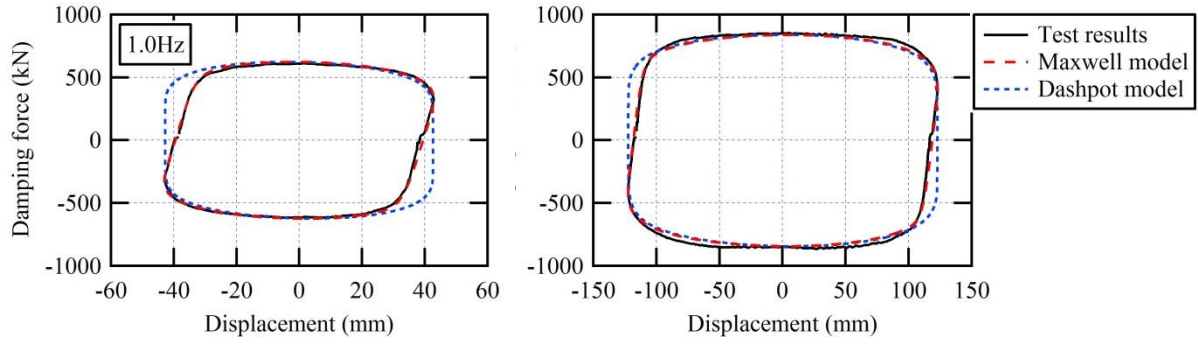 1.0Hz
Damping force (kN)
1000
500
0
-500
-1000
-60 -40 -20 0 20 40 60
Displacement (mm)
1000
500
0
-500
-1000
-150 -100 -50 0 50 100 150
Displacement (mm)
Test results
Maxwell model
Dashpot model